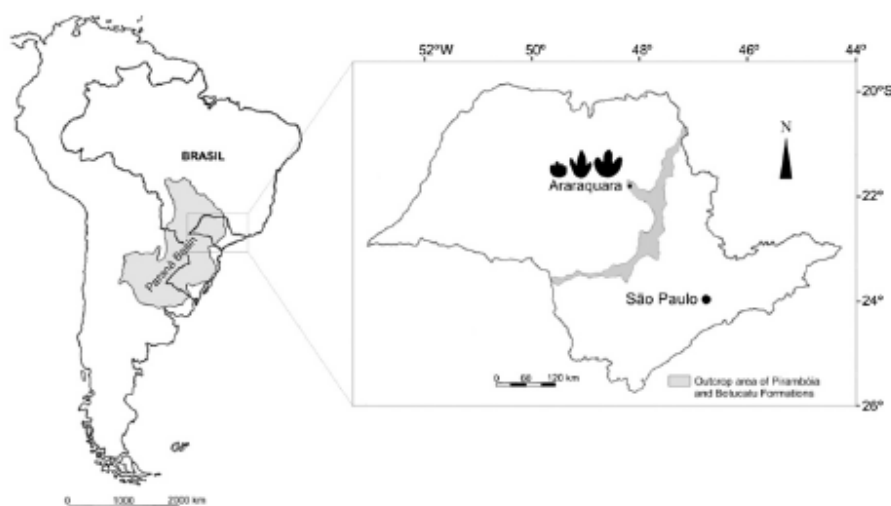 BRASIL
Paraná Basin
0 1000 2000 km
52°W 50° 48° 46° 44°
20°S
N
Araraquara
22°
São Paulo
24°
0 60 120 km
Outcrop area of Pirambóia
and Botucatu Formations
26°